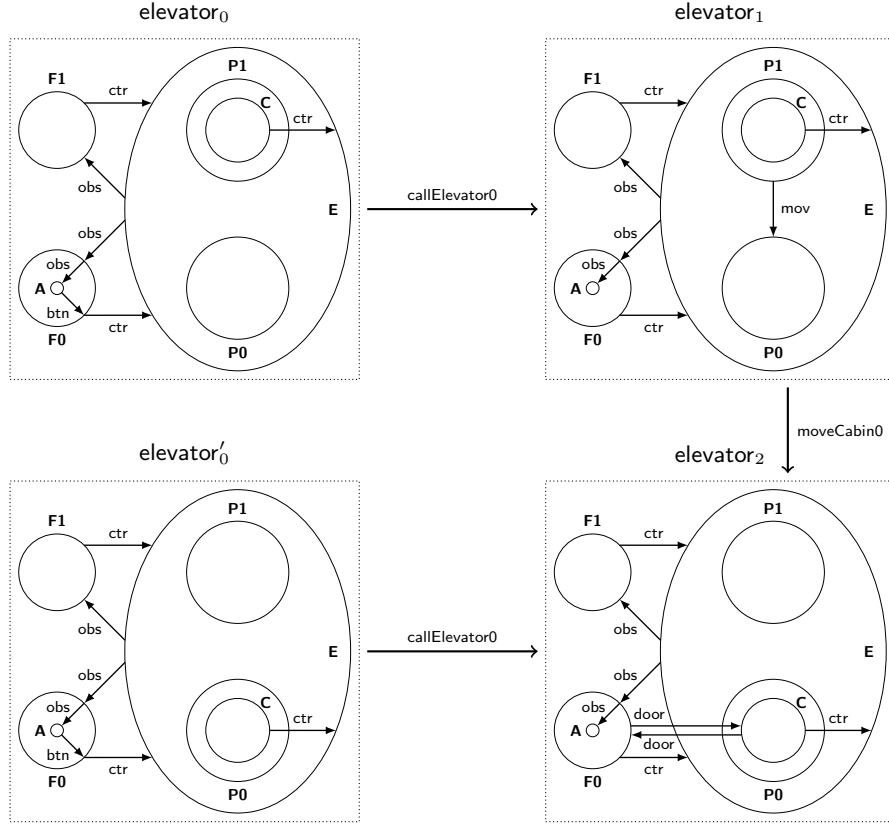 elevator₀
F1
ctr
P1
C
ctr
obs
E
obs
obs
A
btn
ctr
F0
P0
callElevator0
elevator₁
F1
ctr
P1
C
ctr
obs
mov
E
obs
obs
A
ctr
F0
P0
moveCabin0
elevator′₀
F1
ctr
P1
obs
E
obs
obs
A
btn
ctr
F0
C
ctr
P0
callElevator0
elevator₂
F1
ctr
P1
obs
E
obs
obs
A
door
door
C
ctr
ctr
F0
P0